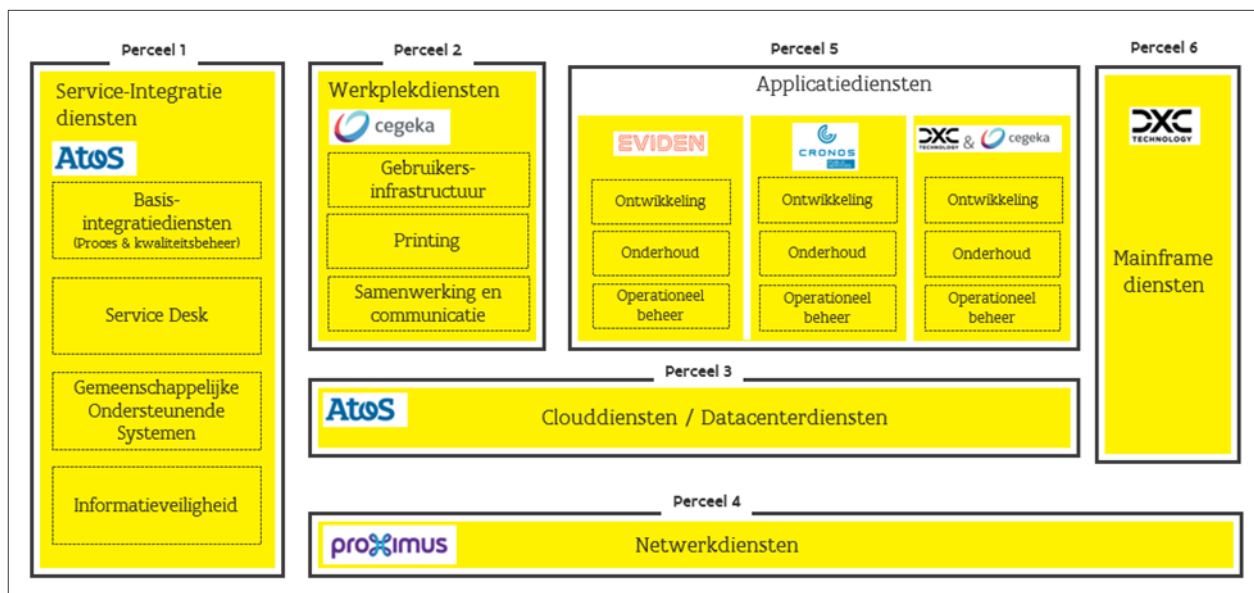 Perceel 1
Service-Integratie
diensten
Atos
Basis-
integratiediensten
(Proces & kwaliteitsbeheer)
Service Desk
Gemeenschappelijke
Ondersteunende
Systemen
Informatieveiligheid
Perceel 2
Werkplekdiensten
cegeka
Gebruikers-
infrastructuur
Printing
Samenwerking en
communicatie
Perceel 5
Applicatiediensten
EVIDEN
Ontwikkeling
Onderhoud
Operationeel
beheer
CRONOS
Ontwikkeling
Onderhoud
Operationeel
beheer
DXC
TECHNOLOGY & cegeka
Ontwikkeling
Onderhoud
Operationeel
beheer
Perceel 6
DXC
TECHNOLOGY
Mainframe
diensten
Perceel 3
Atos
Clouddiensten / Datacenterdiensten
Perceel 4
proximus
Netwerkdiensten